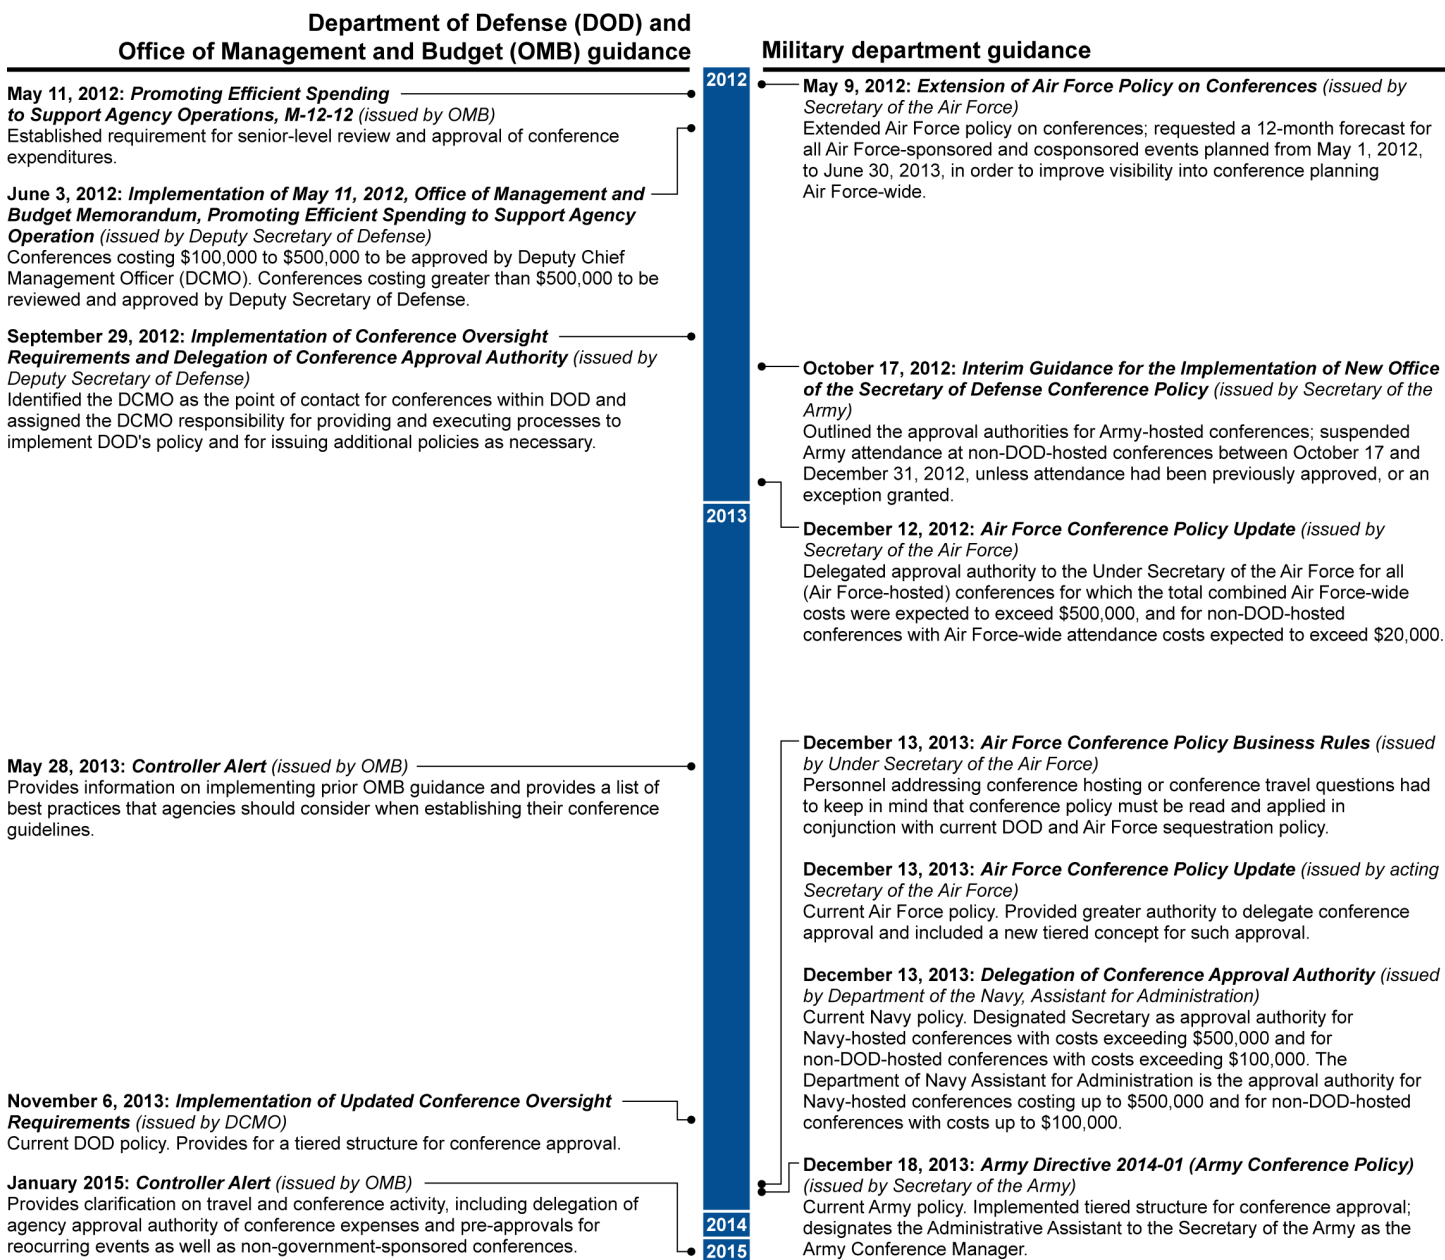 Department of Defense (DOD) and
Office of Management and Budget (OMB) guidance
May 11, 2012: Promoting Efficient Spending
to Support Agency Operations, M-12-12 (issued by OMB)
Established requirement for senior-level review and approval of conference
expenditures.
June 3, 2012: Implementation of May 11, 2012, Office of Management and
Budget Memorandum, Promoting Efficient Spending to Support Agency
Operation (issued by Deputy Secretary of Defense)
Conferences costing $100,000 to $500,000 to be approved by Deputy Chief
Management Officer (DCMO). Conferences costing greater than $500,000 to be
reviewed and approved by Deputy Secretary of Defense.
September 29, 2012: Implementation of Conference Oversight
Requirements and Delegation of Conference Approval Authority (issued by
Deputy Secretary of Defense)
Identified the DCMO as the point of contact for conferences within DOD and
assigned the DCMO responsibility for providing and executing processes to
implement DOD's policy and for issuing additional policies as necessary.
May 28, 2013: Controller Alert (issued by OMB)
Provides information on implementing prior OMB guidance and provides a list of
best practices that agencies should consider when establishing their conference
guidelines.
November 6, 2013: Implementation of Updated Conference Oversight
Requirements (issued by DCMO)
Current DOD policy. Provides for a tiered structure for conference approval.
January 2015: Controller Alert (issued by OMB)
Provides clarification on travel and conference activity, including delegation of
agency approval authority of conference expenses and pre-approvals for
reocurring events as well as non-government-sponsored conferences.
2012
2013
2014
2015
Military department guidance
May 9, 2012: Extension of Air Force Policy on Conferences (issued by
Secretary of the Air Force)
Extended Air Force policy on conferences; requested a 12-month forecast for
all Air Force-sponsored and cosponsored events planned from May 1, 2012,
to June 30, 2013, in order to improve visibility into conference planning
Air Force-wide.
October 17, 2012: Interim Guidance for the Implementation of New Office
of the Secretary of Defense Conference Policy (issued by Secretary of the
Army)
Outlined the approval authorities for Army-hosted conferences; suspended
Army attendance at non-DOD-hosted conferences between October 17 and
December 31, 2012, unless attendance had been previously approved, or an
exception granted.
December 12, 2012: Air Force Conference Policy Update (issued by
Secretary of the Air Force)
Delegated approval authority to the Under Secretary of the Air Force for all
(Air Force-hosted) conferences for which the total combined Air Force-wide
costs were expected to exceed $500,000, and for non-DOD-hosted
conferences with Air Force-wide attendance costs expected to exceed $20,000.
December 13, 2013: Air Force Conference Policy Business Rules (issued
by Under Secretary of the Air Force)
Personnel addressing conference hosting or conference travel questions had
to keep in mind that conference policy must be read and applied in
conjunction with current DOD and Air Force sequestration policy.
December 13, 2013: Air Force Conference Policy Update (issued by acting
Secretary of the Air Force)
Current Air Force policy. Provided greater authority to delegate conference
approval and included a new tiered concept for such approval.
December 13, 2013: Delegation of Conference Approval Authority (issued
by Department of the Navy, Assistant for Administration)
Current Navy policy. Designated Secretary as approval authority for
Navy-hosted conferences with costs exceeding $500,000 and for
non-DOD-hosted conferences with costs exceeding $100,000. The
Department of Navy Assistant for Administration is the approval authority for
Navy-hosted conferences costing up to $500,000 and for non-DOD-hosted
conferences with costs up to $100,000.
December 18, 2013: Army Directive 2014-01 (Army Conference Policy)
(issued by Secretary of the Army)
Current Army policy. Implemented tiered structure for conference approval;
designates the Administrative Assistant to the Secretary of the Army as the
Army Conference Manager.